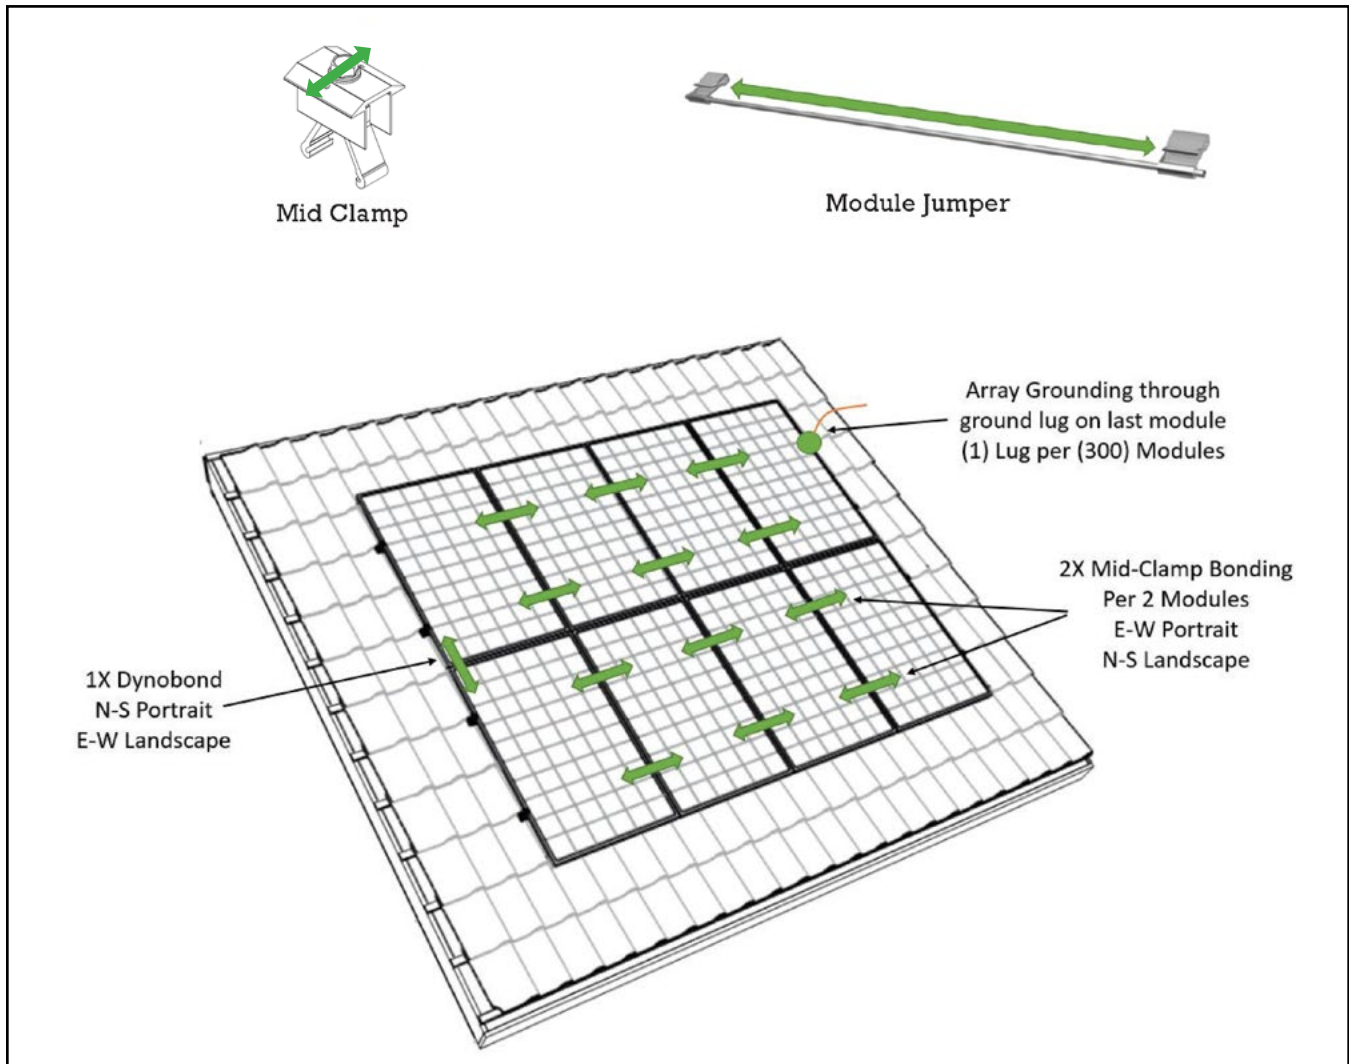 Mid Clamp
Module Jumper
Array Grounding through
ground lug on last module
(1) Lug per (300) Modules
2X Mid-Clamp Bonding
Per 2 Modules
E-W Portrait
N-S Landscape
1X Dynobond
N-S Portrait
E-W Landscape